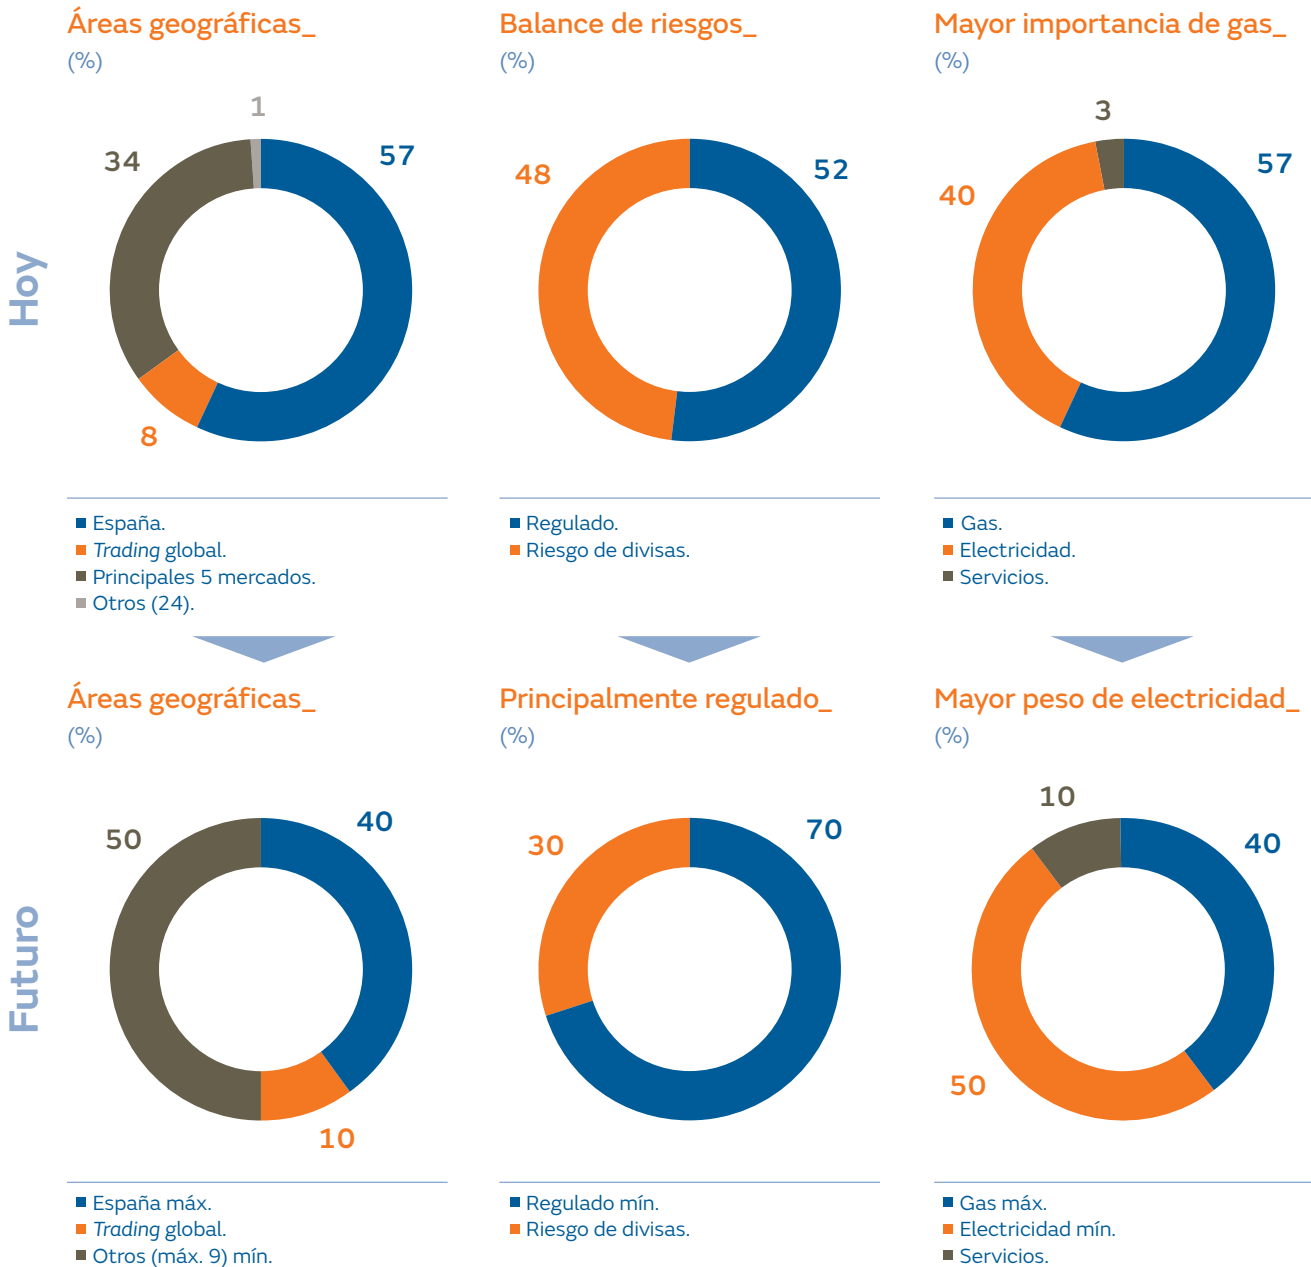 Áreas geográficas_
(%)
1
34
57
8
España.
Trading global.
Principales 5 mercados.
Otros (24).
Balance de riesgos_
(%)
48
52
Regulado.
Riesgo de divisas.
Mayor importancia de gas_
(%)
3
40
57
Gas.
Electricidad.
Servicios.
Hoy
Áreas geográficas_
(%)
50
40
10
España máx.
Trading global.
Otros (máx. 9) mín.
Principalmente regulado_
(%)
30
70
Regulado mín.
Riesgo de divisas.
Mayor peso de electricidad_
(%)
10
40
50
Gas máx.
Electricidad mín.
Servicios.
Futuro